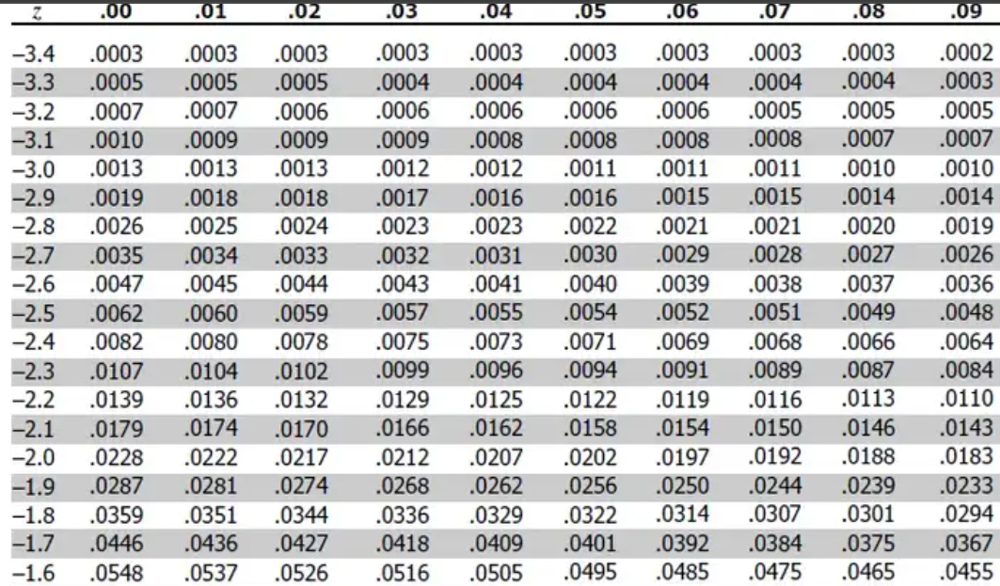 z .00 .01 .02 .03 .04 .05 .06 .07 .08 .09
–3.4 .0003 .0003 .0003 .0003 .0003 .0003 .0003 .0003 .0003 .0002
–3.3 .0005 .0005 .0005 .0004 .0004 .0004 .0004 .0004 .0004 .0003
–3.2 .0007 .0007 .0006 .0006 .0006 .0006 .0006 .0005 .0005 .0005
–3.1 .0010 .0009 .0009 .0009 .0008 .0008 .0008 .0008 .0007 .0007
–3.0 .0013 .0013 .0013 .0012 .0012 .0011 .0011 .0011 .0010 .0010
–2.9 .0019 .0018 .0018 .0017 .0016 .0016 .0015 .0015 .0014 .0014
–2.8 .0026 .0025 .0024 .0023 .0023 .0022 .0021 .0021 .0020 .0019
–2.7 .0035 .0034 .0033 .0032 .0031 .0030 .0029 .0028 .0027 .0026
–2.6 .0047 .0045 .0044 .0043 .0041 .0040 .0039 .0038 .0037 .0036
–2.5 .0062 .0060 .0059 .0057 .0055 .0054 .0052 .0051 .0049 .0048
–2.4 .0082 .0080 .0078 .0075 .0073 .0071 .0069 .0068 .0066 .0064
–2.3 .0107 .0104 .0102 .0099 .0096 .0094 .0091 .0089 .0087 .0084
–2.2 .0139 .0136 .0132 .0129 .0125 .0122 .0119 .0116 .0113 .0110
–2.1 .0179 .0174 .0170 .0166 .0162 .0158 .0154 .0150 .0146 .0143
–2.0 .0228 .0222 .0217 .0212 .0207 .0202 .0197 .0192 .0188 .0183
–1.9 .0287 .0281 .0274 .0268 .0262 .0256 .0250 .0244 .0239 .0233
–1.8 .0359 .0351 .0344 .0336 .0329 .0322 .0314 .0307 .0301 .0294
–1.7 .0446 .0436 .0427 .0418 .0409 .0401 .0392 .0384 .0375 .0367
–1.6 .0548 .0537 .0526 .0516 .0505 .0495 .0485 .0475 .0465 .0455